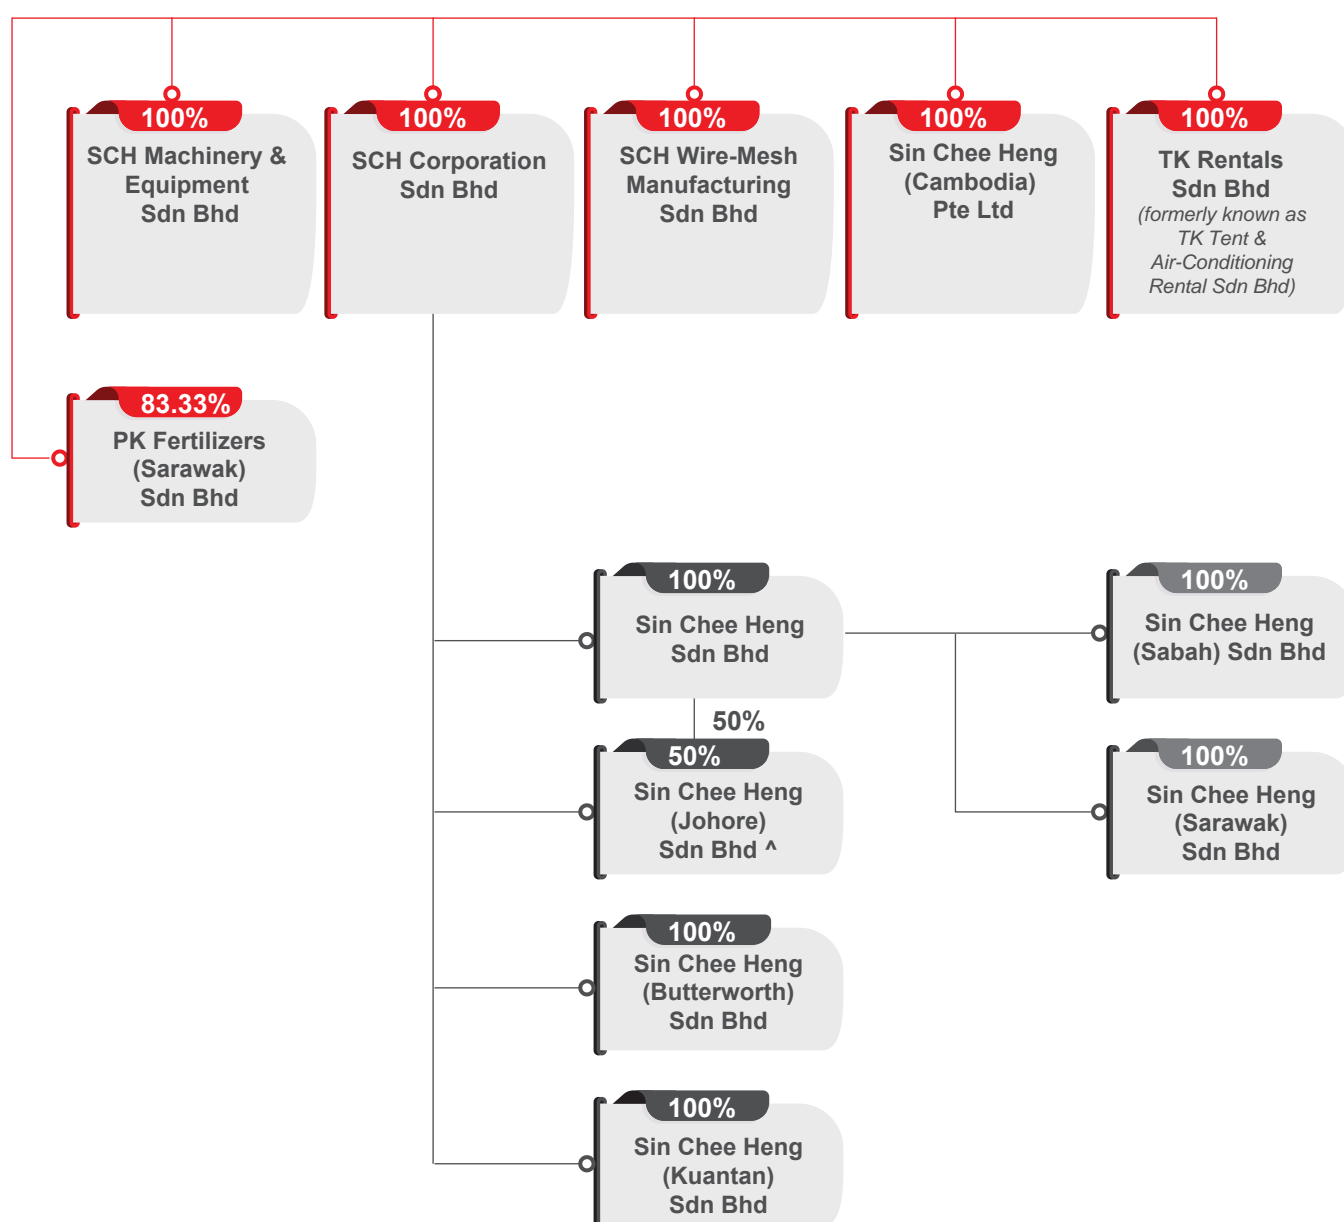 100%
SCH Machinery &
Equipment
Sdn Bhd
100%
SCH Corporation
Sdn Bhd
100%
SCH Wire-Mesh
Manufacturing
Sdn Bhd
100%
Sin Chee Heng
(Cambodia)
Pte Ltd
100%
TK Rentals
Sdn Bhd
(formerly known as
TK Tent &
Air-Conditioning
Rental Sdn Bhd)
83.33%
PK Fertilizers
(Sarawak)
Sdn Bhd
100%
Sin Chee Heng
Sdn Bhd
100%
Sin Chee Heng
(Sabah) Sdn Bhd
50%
50%
Sin Chee Heng
(Johore)
Sdn Bhd ^
100%
Sin Chee Heng
(Sarawak)
Sdn Bhd
100%
Sin Chee Heng
(Butterworth)
Sdn Bhd
100%
Sin Chee Heng
(Kuantan)
Sdn Bhd